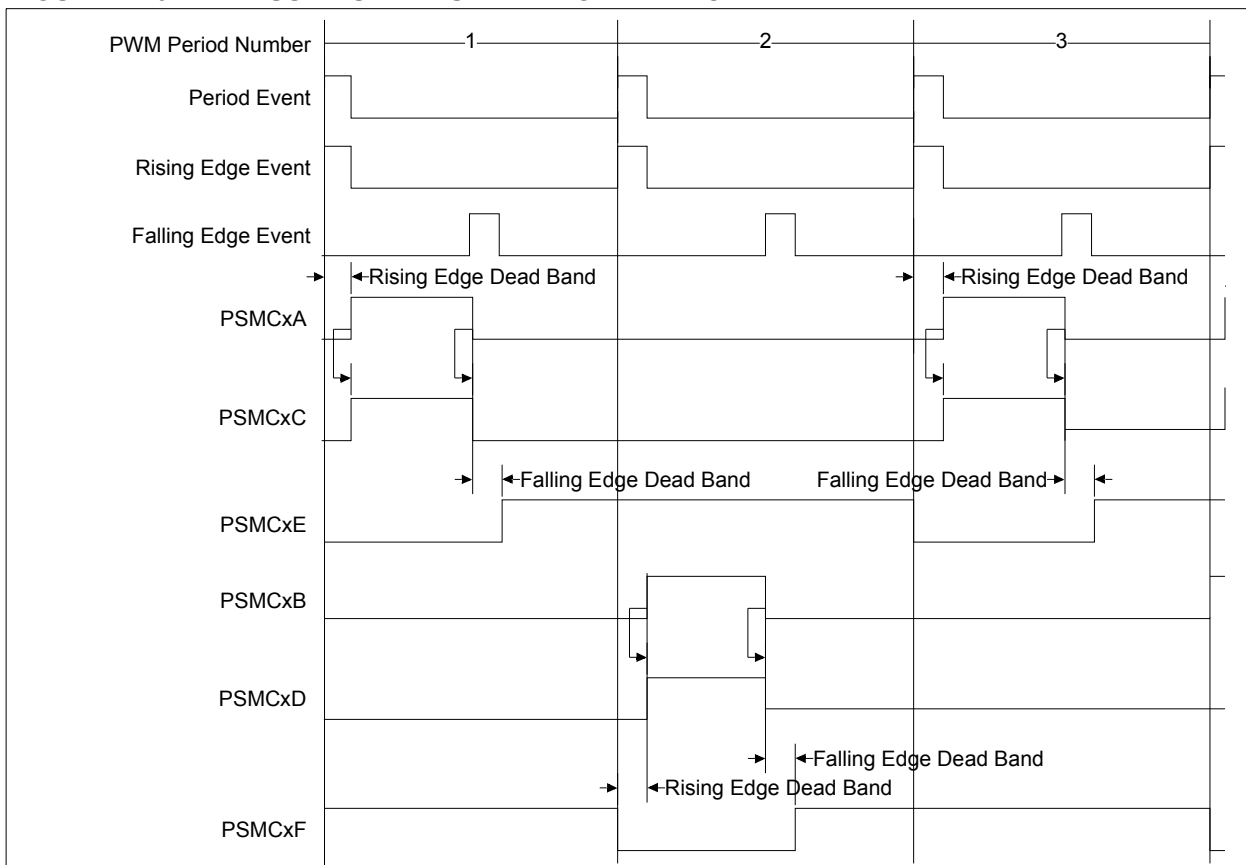 PWM Period Number
1
2
3
Period Event
Rising Edge Event
Falling Edge Event
Rising Edge Dead Band
Rising Edge Dead Band
PSMCxA
PSMCxC
Falling Edge Dead Band
Falling Edge Dead Band
PSMCxE
PSMCxB
PSMCxD
Falling Edge Dead Band
Rising Edge Dead Band
PSMCxF